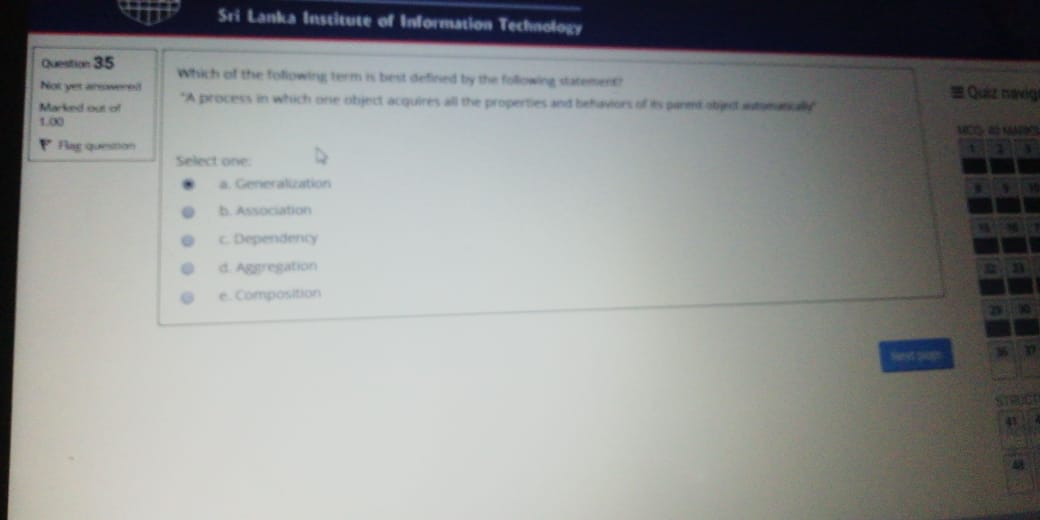 Sri Lanka Institute of Information Technology
Question 35
Not yet answered
Marked out of
1.00
Flag question
Which of the following term is best defined by the following statement?
"A process in which one object acquires all the properties and behaviors of its parent object automatically"
Select one:
a. Generalization
b. Association
c. Dependency
d. Aggregation
e. Composition
Next page
Quiz navig
MCQ- 40 MARKS
1 2 3
8 9 10
15 16
22 23
29 30
36 37
STRUCT
41
48